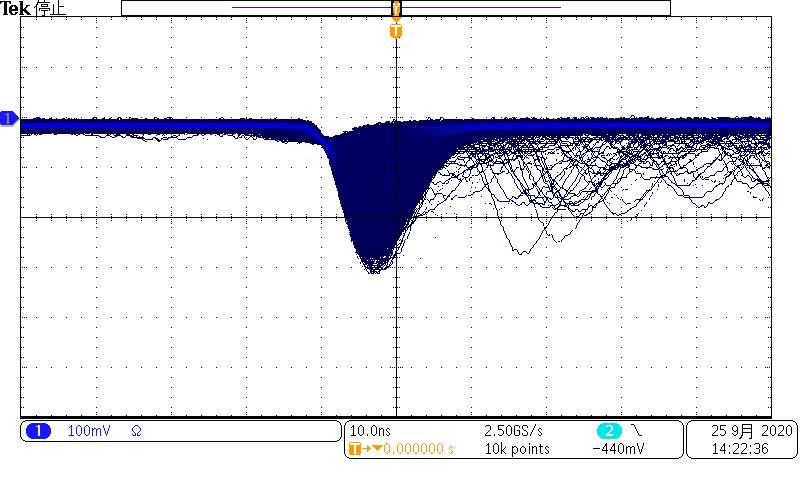 Tek 停止
T
T
1
1 100mV Ω
10.0ns 2.50GS/s 2 -440mV
T→▼0.000000 s 10k points
25 9月 2020
14:22:36